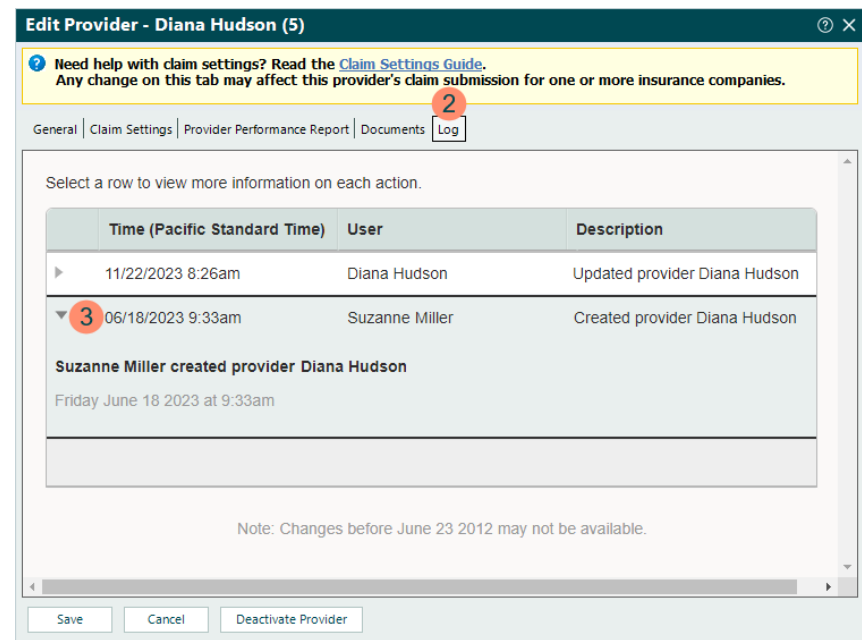 Edit Provider - Diana Hudson (5)
Need help with claim settings? Read the Claim Settings Guide.
Any change on this tab may affect this provider's claim submission for one or more insurance companies.
2
General | Claim Settings | Provider Performance Report | Documents | Log
Select a row to view more information on each action.
Time (Pacific Standard Time) User Description
11/22/2023 8:26am Diana Hudson Updated provider Diana Hudson
3 06/18/2023 9:33am Suzanne Miller Created provider Diana Hudson
Suzanne Miller created provider Diana Hudson
Friday June 18 2023 at 9:33am
Note: Changes before June 23 2012 may not be available.
Save Cancel Deactivate Provider